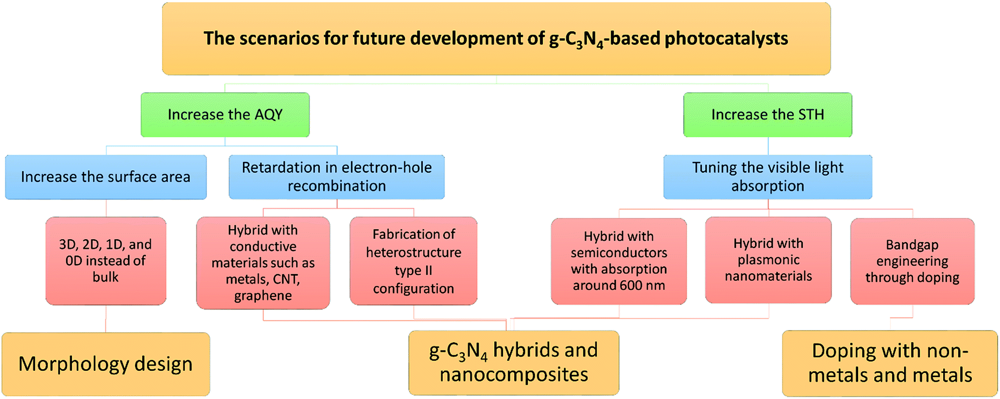 The scenarios for future development of g-C₃N₄-based photocatalysts
Increase the AQY
Increase the STH
Increase the surface area
Retardation in electron-hole
recombination
Tuning the visible light
absorption
3D, 2D, 1D, and
0D instead of
bulk
Hybrid with
conductive
materials such as
metals, CNT,
graphene
Fabrication of
heterostructure
type II
configuration
Hybrid with
semiconductors
with absorption
around 600 nm
Hybrid with
plasmonic
nanomaterials
Bandgap
engineering
through doping
Morphology design
g-C₃N₄ hybrids and
nanocomposites
Doping with non-
metals and metals